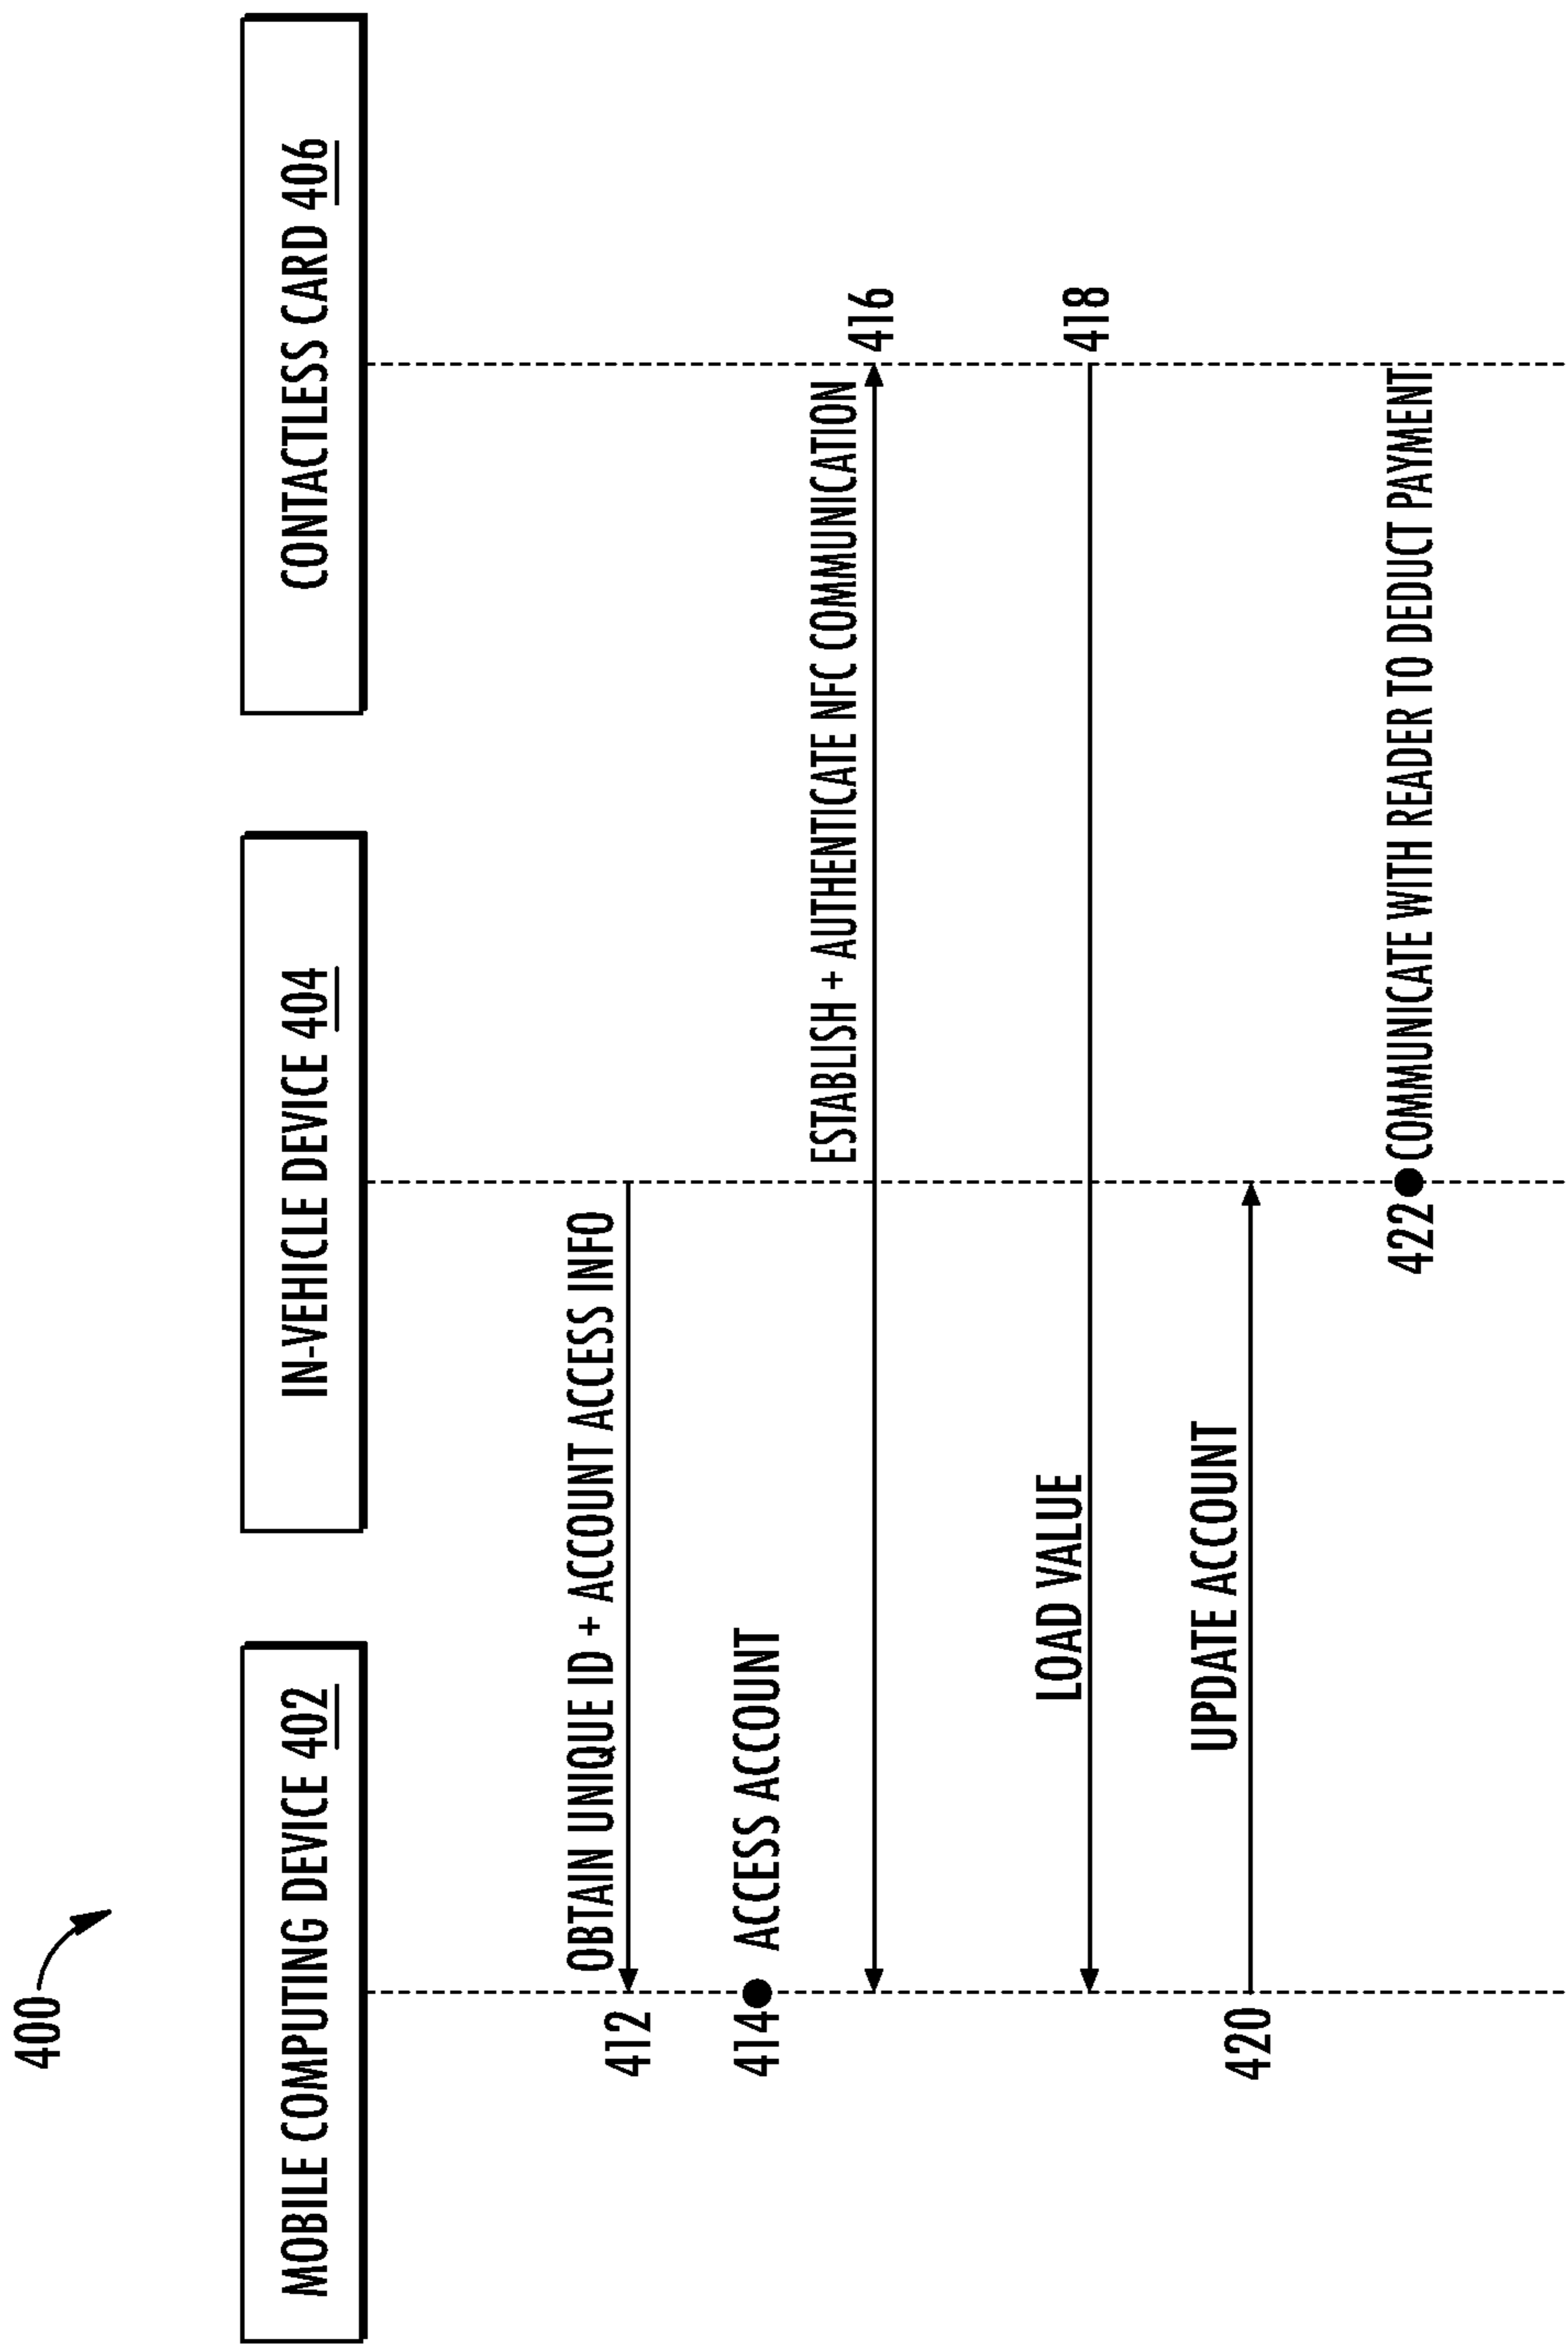 400
MOBILE COMPUTING DEVICE 402
IN-VEHICLE DEVICE 404
CONTACTLESS CARD 406
OBTAIN UNIQUE ID + ACCOUNT ACCESS INFO
412
414
ACCESS ACCOUNT
ESTABLISH + AUTHENTICATE NFC COMMUNICATION
416
LOAD VALUE
418
UPDATE ACCOUNT
420
422
COMMUNICATE WITH READER TO DEDUCT PAYMENT